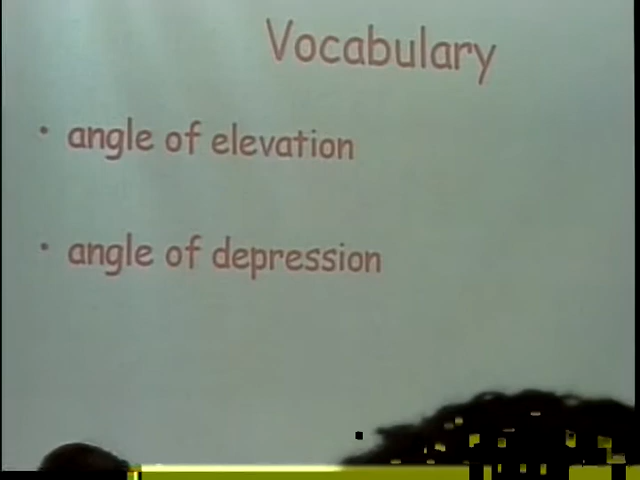 Vocabulary
• angle of elevation
• angle of depression